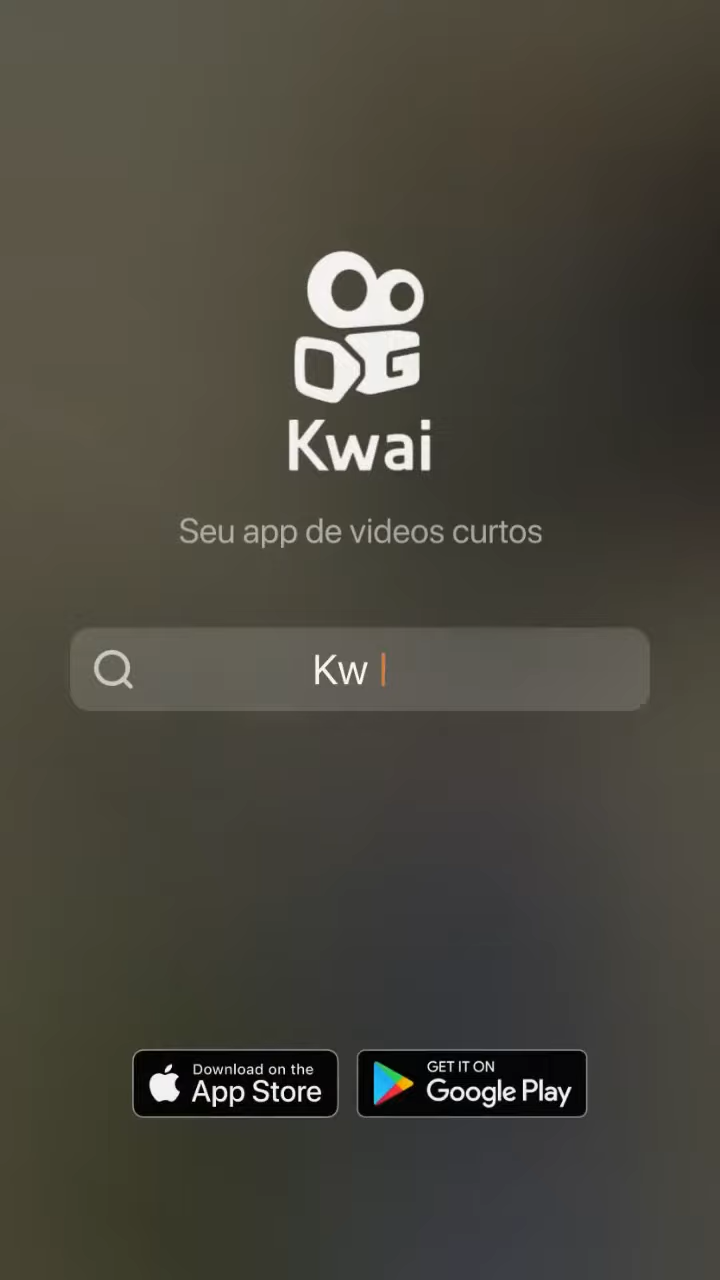 Kwai
Seu app de videos curtos
Kw
Download on the
App Store
GET IT ON
Google Play